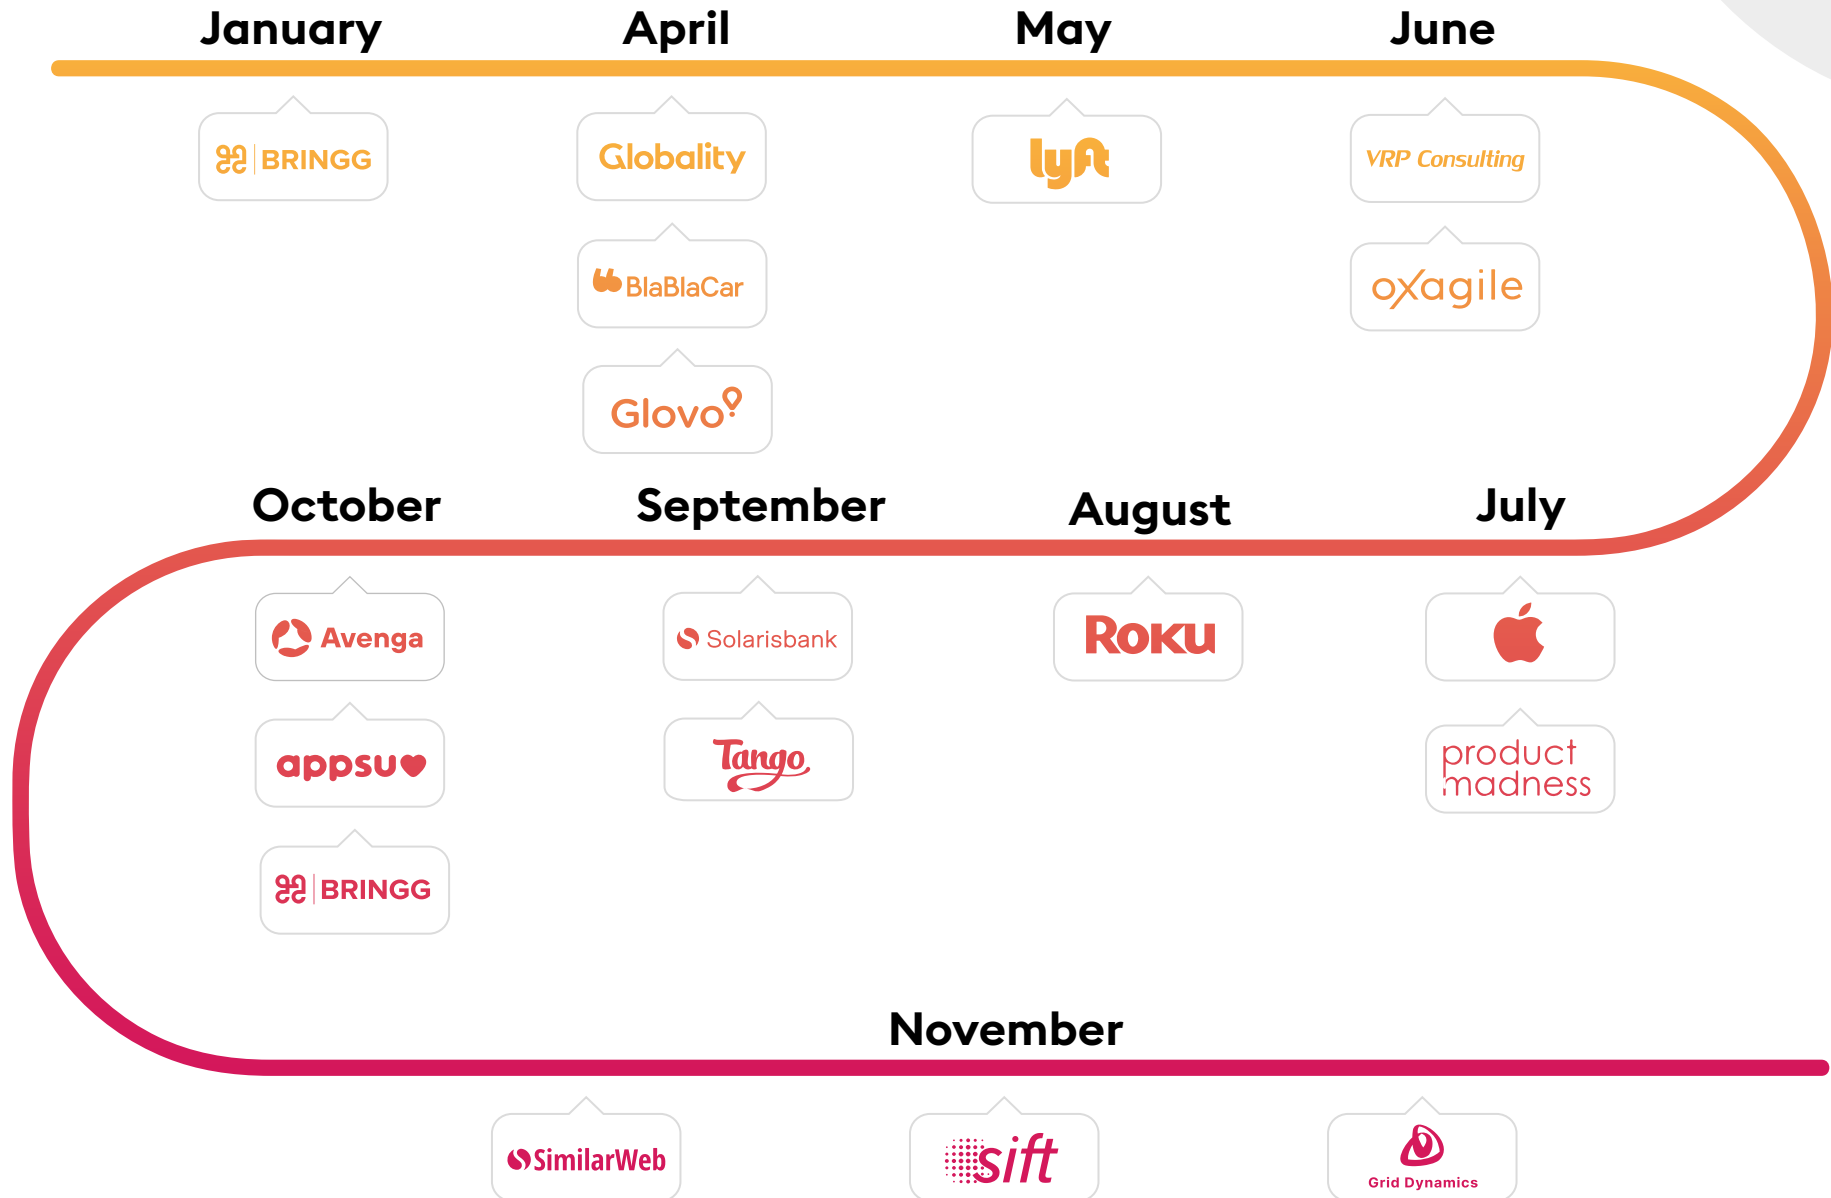 January
April
May
June
BRINGG
Globality
lyft
VRP Consulting
BlaBlaCar
oxagile
Glovo
October
September
August
July
Avenga
Solarisbank
ROKU
appsu
Tango
product
madness
BRINGG
November
SimilarWeb
sift
Grid Dynamics